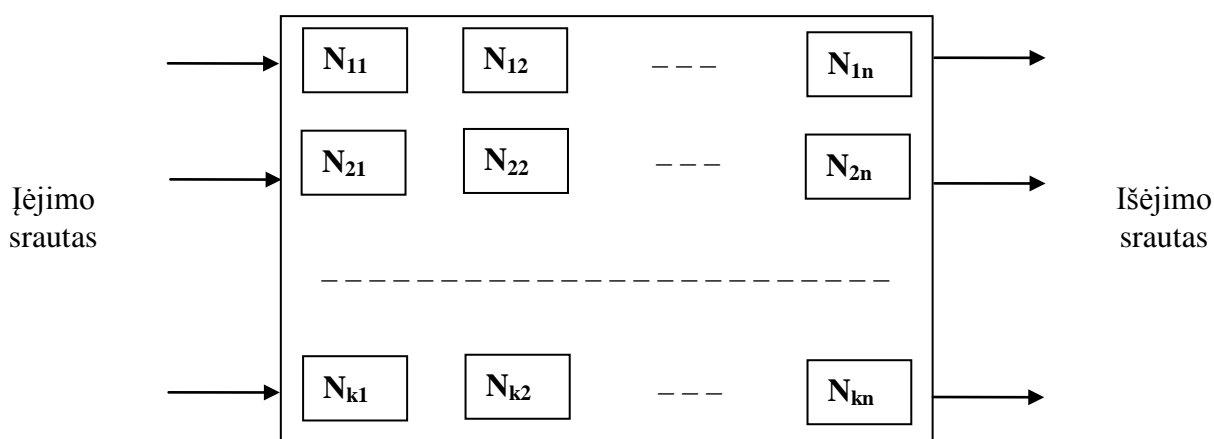 N11 N12 – – – N1n
N21 N22 – – – N2n
Įėjimo
srautas
Išėjimo
srautas
– – – – – – – – – – – – – – – – – – – – – –
Nk1 Nk2 – – – Nkn